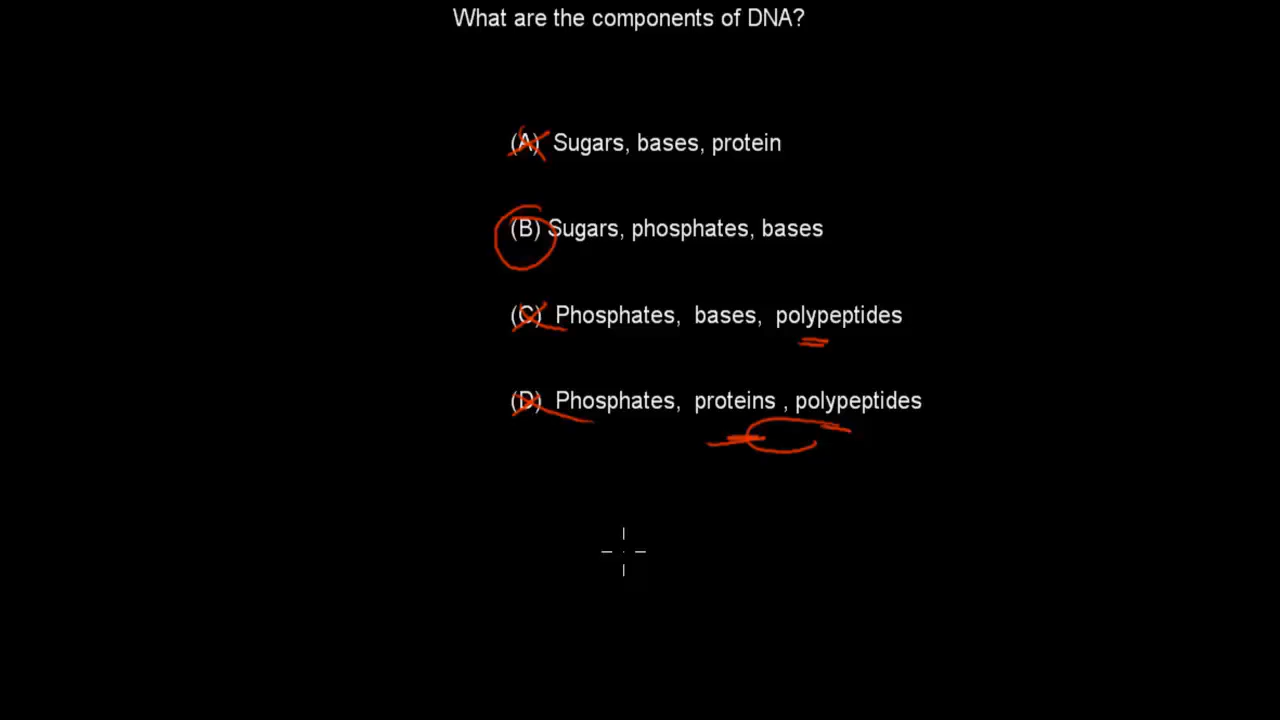 What are the components of DNA?
(A) Sugars, bases, protein
(B) Sugars, phosphates, bases
(C) Phosphates, bases, polypeptides
(D) Phosphates, proteins , polypeptides